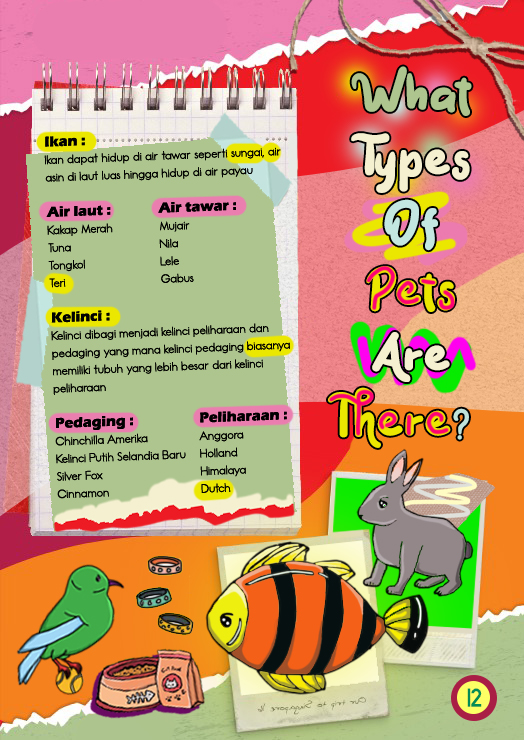 What
Types
Of
Pets
Are
There?
Ikan :
Ikan dapat hidup di air tawar seperti sungai, air
asin di laut luas hingga hidup di air payau
Air laut :
Kakap Merah
Tuna
Tongkol
Teri
Air tawar :
Mujair
Nila
Lele
Gabus
Kelinci :
Kelinci dibagi menjadi kelinci peliharaan dan
pedaging yang mana kelinci pedaging biasanya
memiliki tubuh yang lebih besar dari kelinci
peliharaan
Pedaging :
Chinchilla Amerika
Kelinci Putih Selandia Baru
Silver Fox
Cinnamon
Peliharaan :
Anggora
Holland
Himalaya
Dutch
Our trip to Singapore
12